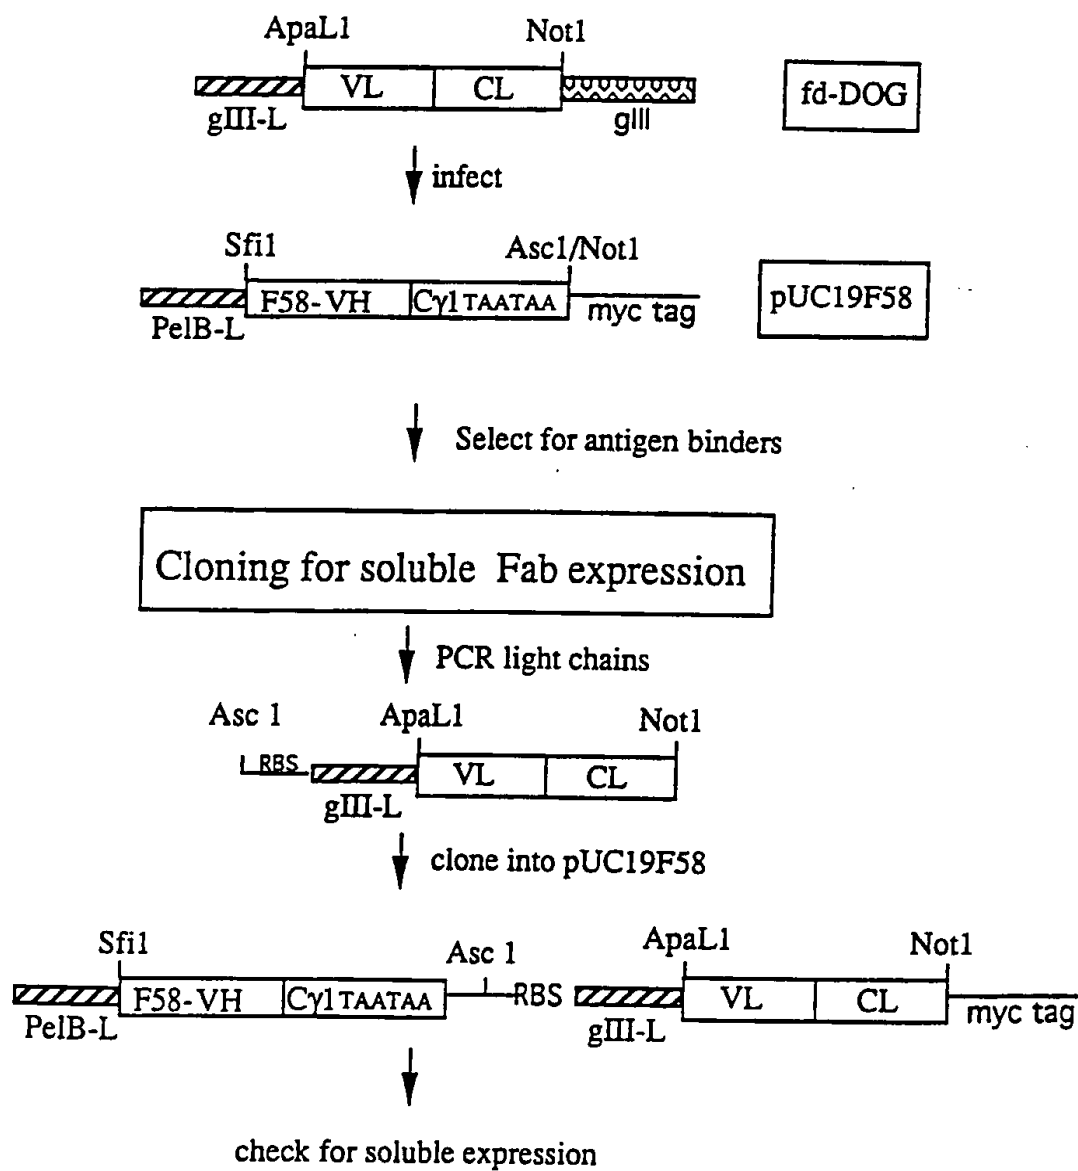 ApaL1 Not1
VL CL
fd-DOG
gIII-L gIII
infect
Sfi1 Asc1/Not1
F58-VH Cγ1 TAATAA
pUC19F58
PelB-L myc tag
Select for antigen binders
Cloning for soluble Fab expression
PCR light chains
Asc 1 ApaL1 Not1
RBS VL CL
gIII-L
clone into pUC19F58
Sfi1 Asc 1 ApaL1 Not1
F58-VH Cγ1 TAATAA RBS VL CL
PelB-L gIII-L myc tag
check for soluble expression